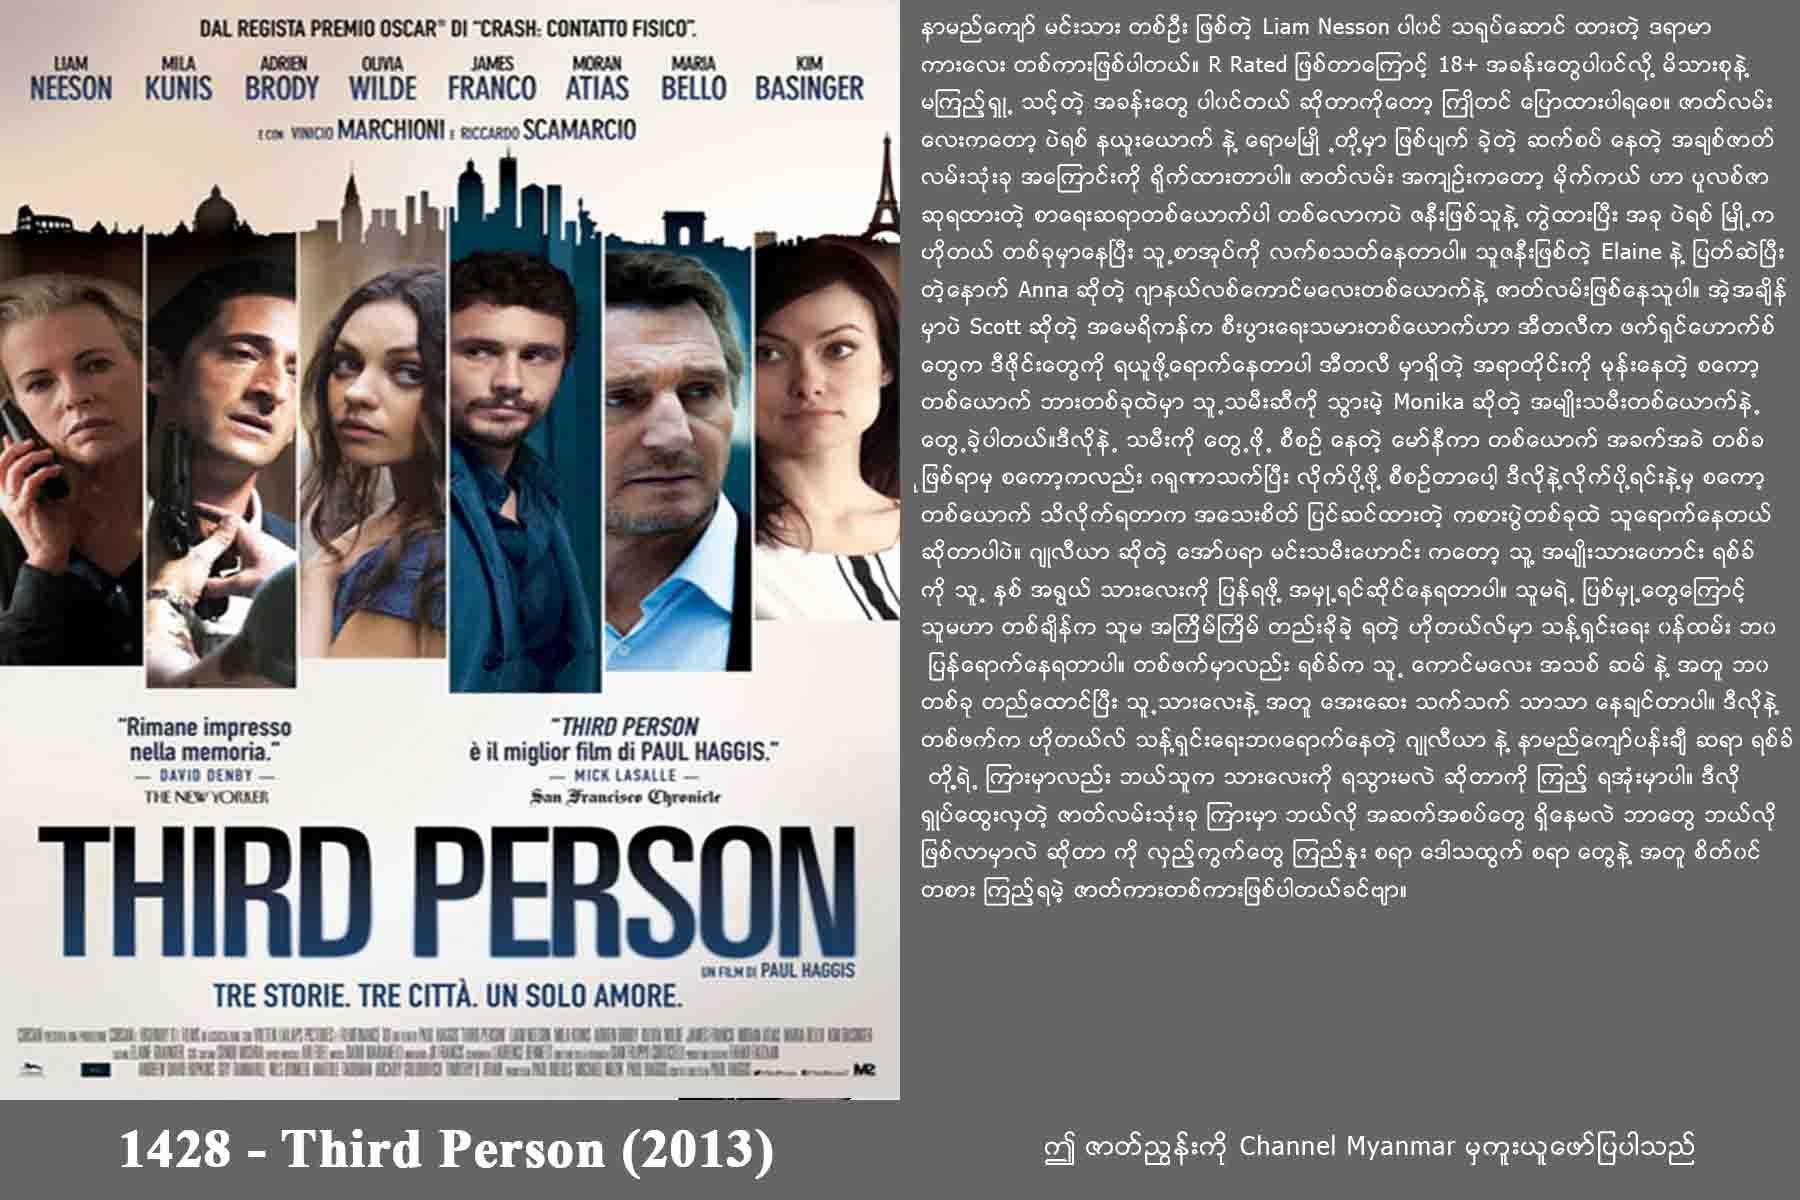 DAL REGISTA PREMIO OSCAR® DI “CRASH: CONTATTO FISICO”.
LIAM NEESON
MILA KUNIS
ADRIEN BRODY
OLIVIA WILDE
JAMES FRANCO
MORAN ATIAS
MARIA BELLO
KIM BASINGER
E CON VINICIO MARCHIONI E RICCARDO SCAMARCIO
“Rimane impresso
nella memoria.”
— DAVID DENBY —
THE NEW YORKER
“THIRD PERSON
è il miglior film di PAUL HAGGIS.”
— MICK LASALLE —
San Francisco Chronicle
THIRD PERSON
UN FILM DI PAUL HAGGIS
TRE STORIE. TRE CITTÀ. UN SOLO AMORE.
1428 - Third Person (2013)
နာမည်ကျော် မင်းသား တစ်ဦး ဖြစ်တဲ့ Liam Nesson ပါ၀င် သရုပ်ဆောင် ထားတဲ့ ဒရာမာ
ကားလေး တစ်ကားဖြစ်ပါတယ်။ R Rated ဖြစ်တာကြောင့် 18+ အခန်းတွေပါ၀င်လို့ မိသားစုနဲ့
မကြည့်ရှု့ သင့်တဲ့ အခန်းတွေ ပါ၀င်တယ် ဆိုတာကိုတော့ ကြိုတင် ပြောထားပါရစေ။ ဇာတ်လမ်း
လေးကတော့ ပဲရစ် နယူးယောက် နဲ့ ရောမမြို ့တို့မှာ ဖြစ်ပျက် ခဲ့တဲ့ ဆက်စပ် နေတဲ့ အချစ်ဇာတ်
လမ်းသုံးခု အကြောင်းကို ရိုက်ထားတာပါ။ ဇာတ်လမ်း အကျဉ်းကတော့ မိုက်ကယ် ဟာ ပူလစ်ဇာ
ဆုရထားတဲ့ စာရေးဆရာတစ်ယောက်ပါ တစ်လောကပဲ ဇနီးဖြစ်သူနဲ့ ကွဲထားပြီး အခု ပဲရစ် မြို့က
ဟိုတယ် တစ်ခုမှာနေပြီး သူ့စာအုပ်ကို လက်စသတ်နေတာပါ။ သူဇနီးဖြစ်တဲ့ Elaine နဲ့ ပြတ်ဆဲပြီး
တဲ့နောက် Anna ဆိုတဲ့ ဂျာနယ်လစ်ကောင်မလေးတစ်ယောက်နဲ့ ဇာတ်လမ်းဖြစ်နေသူပါ။ အဲ့အချိန်
မှာပဲ Scott ဆိုတဲ့ အမေရိကန်က စီးပွားရေးသမားတစ်ယောက်ဟာ အီတလီက ဖက်ရှင်ဟောက်စ်
တွေက ဒီဇိုင်းတွေကို ရယူဖို့ရောက်နေတာပါ အီတလီ မှာရှိတဲ့ အရာတိုင်းကို မုန်းနေတဲ့ စကော့
တစ်ယောက် ဘားတစ်ခုထဲမှာ သူ့သမီးဆီကို သွားမဲ့ Monika ဆိုတဲ့ အမျိုးသမီးတစ်ယောက်နဲ့
တွေ့ခဲ့ပါတယ်။ဒီလိုနဲ့ သမီးကို တွေ့ဖို့ စီစဉ် နေတဲ့ မော်နီကာ တစ်ယောက် အခက်အခဲ တစ်ခ
ုဖြစ်ရာမှ စကော့ကလည်း ဂရုဏာသက်ပြီး လိုက်ပို့ဖို့ စီစဉ်တာပေါ့ ဒီလိုနဲ့လိုက်ပို့ရင်းနဲ့မှ စကော့
တစ်ယောက် သိလိုက်ရတာက အသေးစိတ် ပြင်ဆင်ထားတဲ့ ကစားပွဲတစ်ခုထဲ သူရောက်နေတယ်
ဆိုတာပါပဲ။ ဂျုလီယာ ဆိုတဲ့ အော်ပရာ မင်းသမီးဟောင်း ကတော့ သူ့ အမျိုးသားဟောင်း ရစ်ခ်
ကို သူ့ နှစ် အရွယ် သားလေးကို ပြန်ရဖို့ အမှု့ရင်ဆိုင်နေရတာပါ။ သူမရဲ့ ပြစ်မှု့တွေကြောင့်
သူမဟာ တစ်ချိန်က သူမ အကြိမ်ကြိမ် တည်းခိုခဲ့ ရတဲ့ ဟိုတယ်လ်မှာ သန့်ရှင်းရေး ၀န်ထမ်း ဘ၀
ပြန်ရောက်နေရတာပါ။ တစ်ဖက်မှာလည်း ရစ်ခ်က သူ့ ကောင်မလေး အသစ် ဆမ် နဲ့ အတူ ဘ၀
တစ်ခု တည်ထောင်ပြီး သူ့သားလေးနဲ့ အတူ အေးဆေး သက်သက် သာသာ နေချင်တာပါ။ ဒီလိုနဲ့
တစ်ဖက်က ဟိုတယ်လ် သန့်ရှင်းရေးဘ၀ရောက်နေတဲ့ ဂျုလီယာ နဲ့ နာမည်ကျော်ပန်းချီ ဆရာ ရစ်ခ်
တို့ရဲ့ ကြားမှာလည်း ဘယ်သူက သားလေးကို ရသွားမလဲ ဆိုတာကို ကြည့် ရအုံးမှာပါ။ ဒီလို
ရှုပ်ထွေးလှတဲ့ ဇာတ်လမ်းသုံးခု ကြားမှာ ဘယ်လို အဆက်အစပ်တွေ ရှိနေမလဲ ဘာတွေ ဘယ်လို
ဖြစ်လာမှာလဲ ဆိုတာ ကို လှည့်ကွက်တွေ ကြည်နူး စရာ ဒေါသထွက် စရာ တွေနဲ့ အတူ စိတ်၀င်
တစား ကြည့်ရမဲ့ ဇာတ်ကားတစ်ကားဖြစ်ပါတယ်ခင်ဗျာ။
ဤ ဇာတ်ညွှန်းကို Channel Myanmar မှကူးယူဖော်ပြပါသည်